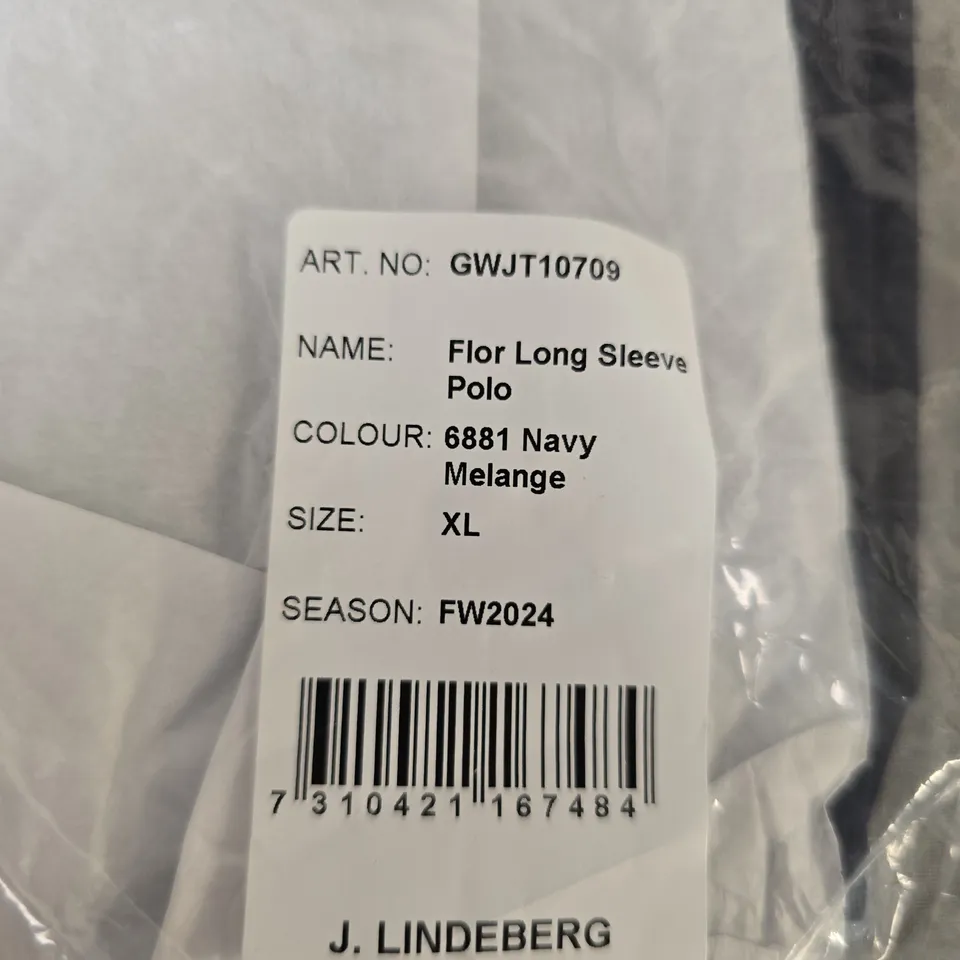 ART. NO: GWJT10709
NAME: Flor Long Sleeve
Polo
COLOUR: 6881 Navy
Melange
SIZE: XL
SEASON: FW2024
7 310421 167484
J. LINDEBERG